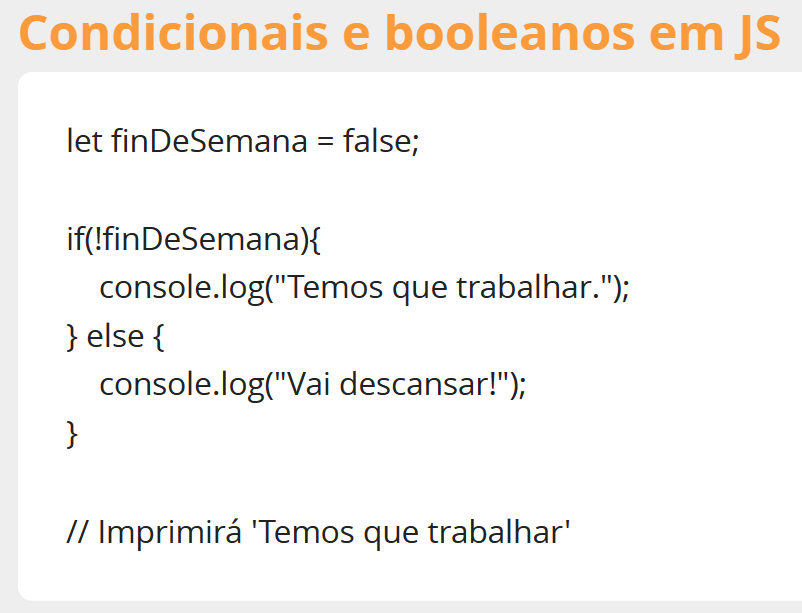 Condicionais e booleanos em JS
let finDeSemana = false;
if(!finDeSemana){
console.log("Temos que trabalhar.");
} else {
console.log("Vai descansar!");
}
// Imprimirá 'Temos que trabalhar'